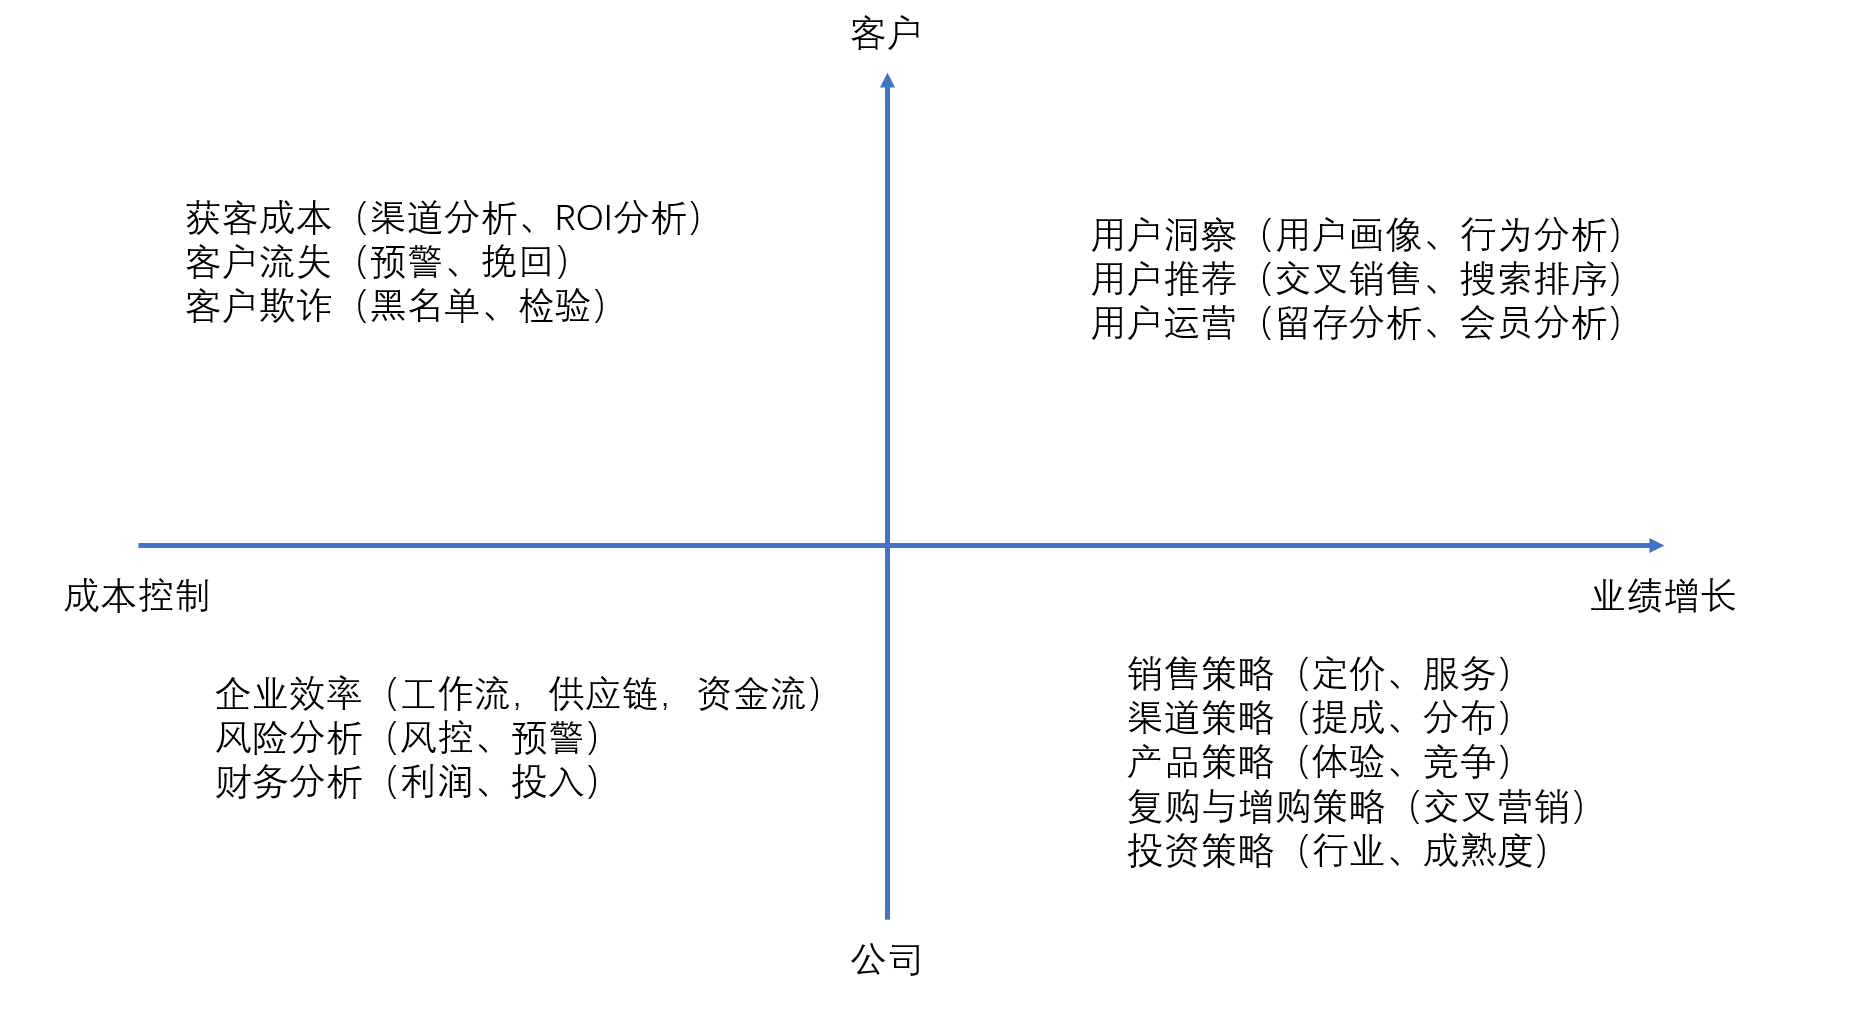 客户
获客成本（渠道分析、ROI分析）
客户流失（预警、挽回）
客户欺诈（黑名单、检验）
用户洞察（用户画像、行为分析）
用户推荐（交叉销售、搜索排序）
用户运营（留存分析、会员分析）
成本控制
业绩增长
企业效率（工作流，供应链，资金流）
风险分析（风控、预警）
财务分析（利润、投入）
销售策略（定价、服务）
渠道策略（提成、分布）
产品策略（体验、竞争）
复购与增购策略（交叉营销）
投资策略（行业、成熟度）
公司